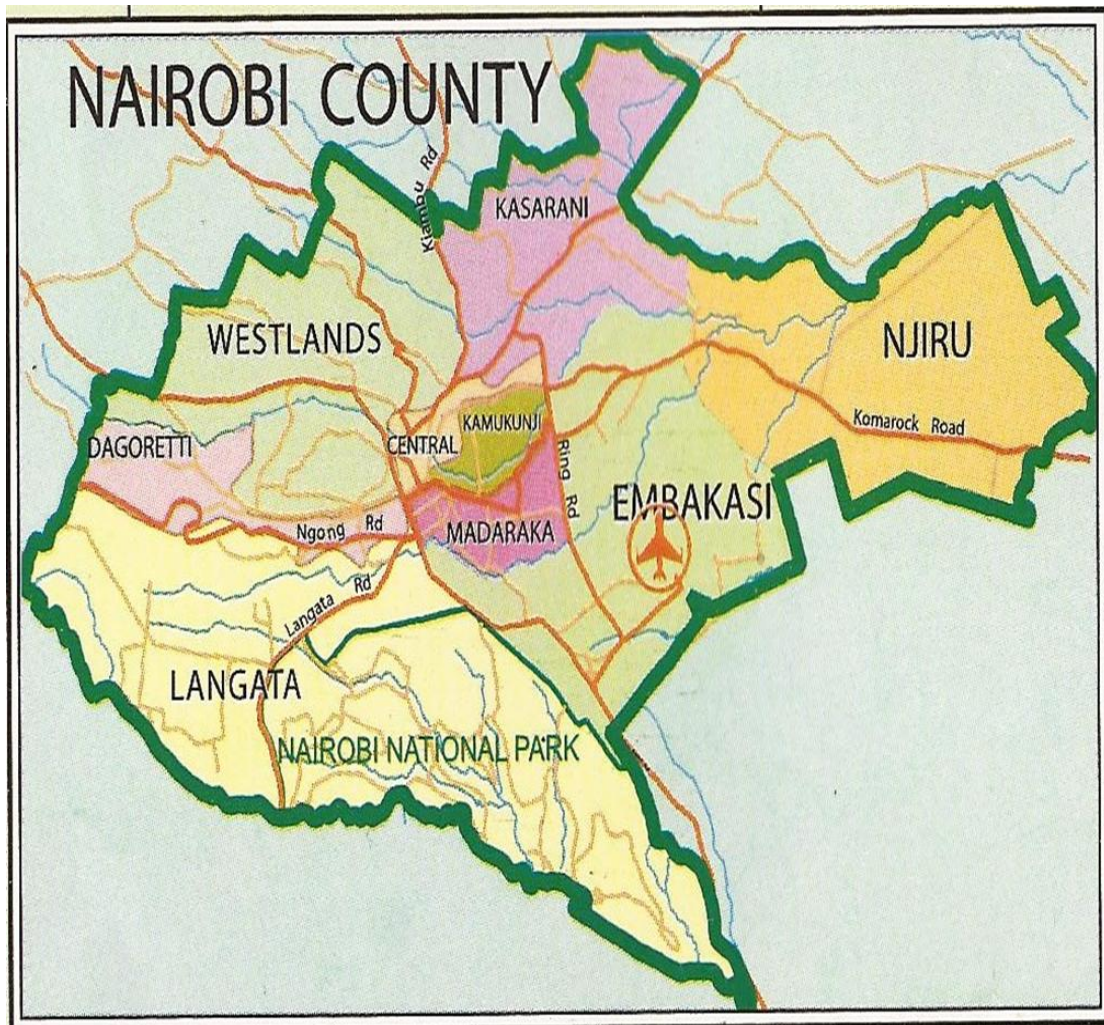 NAIROBI COUNTY
Kiambu Rd
KASARANI
WESTLANDS
NJIRU
KAMUKUNJI
CENTRAL
DAGORETTI
Komarock Road
Ring Rd
EMBAKASI
Ngong Rd
MADARAKA
Langata Rd
LANGATA
NAIROBI NATIONAL PARK